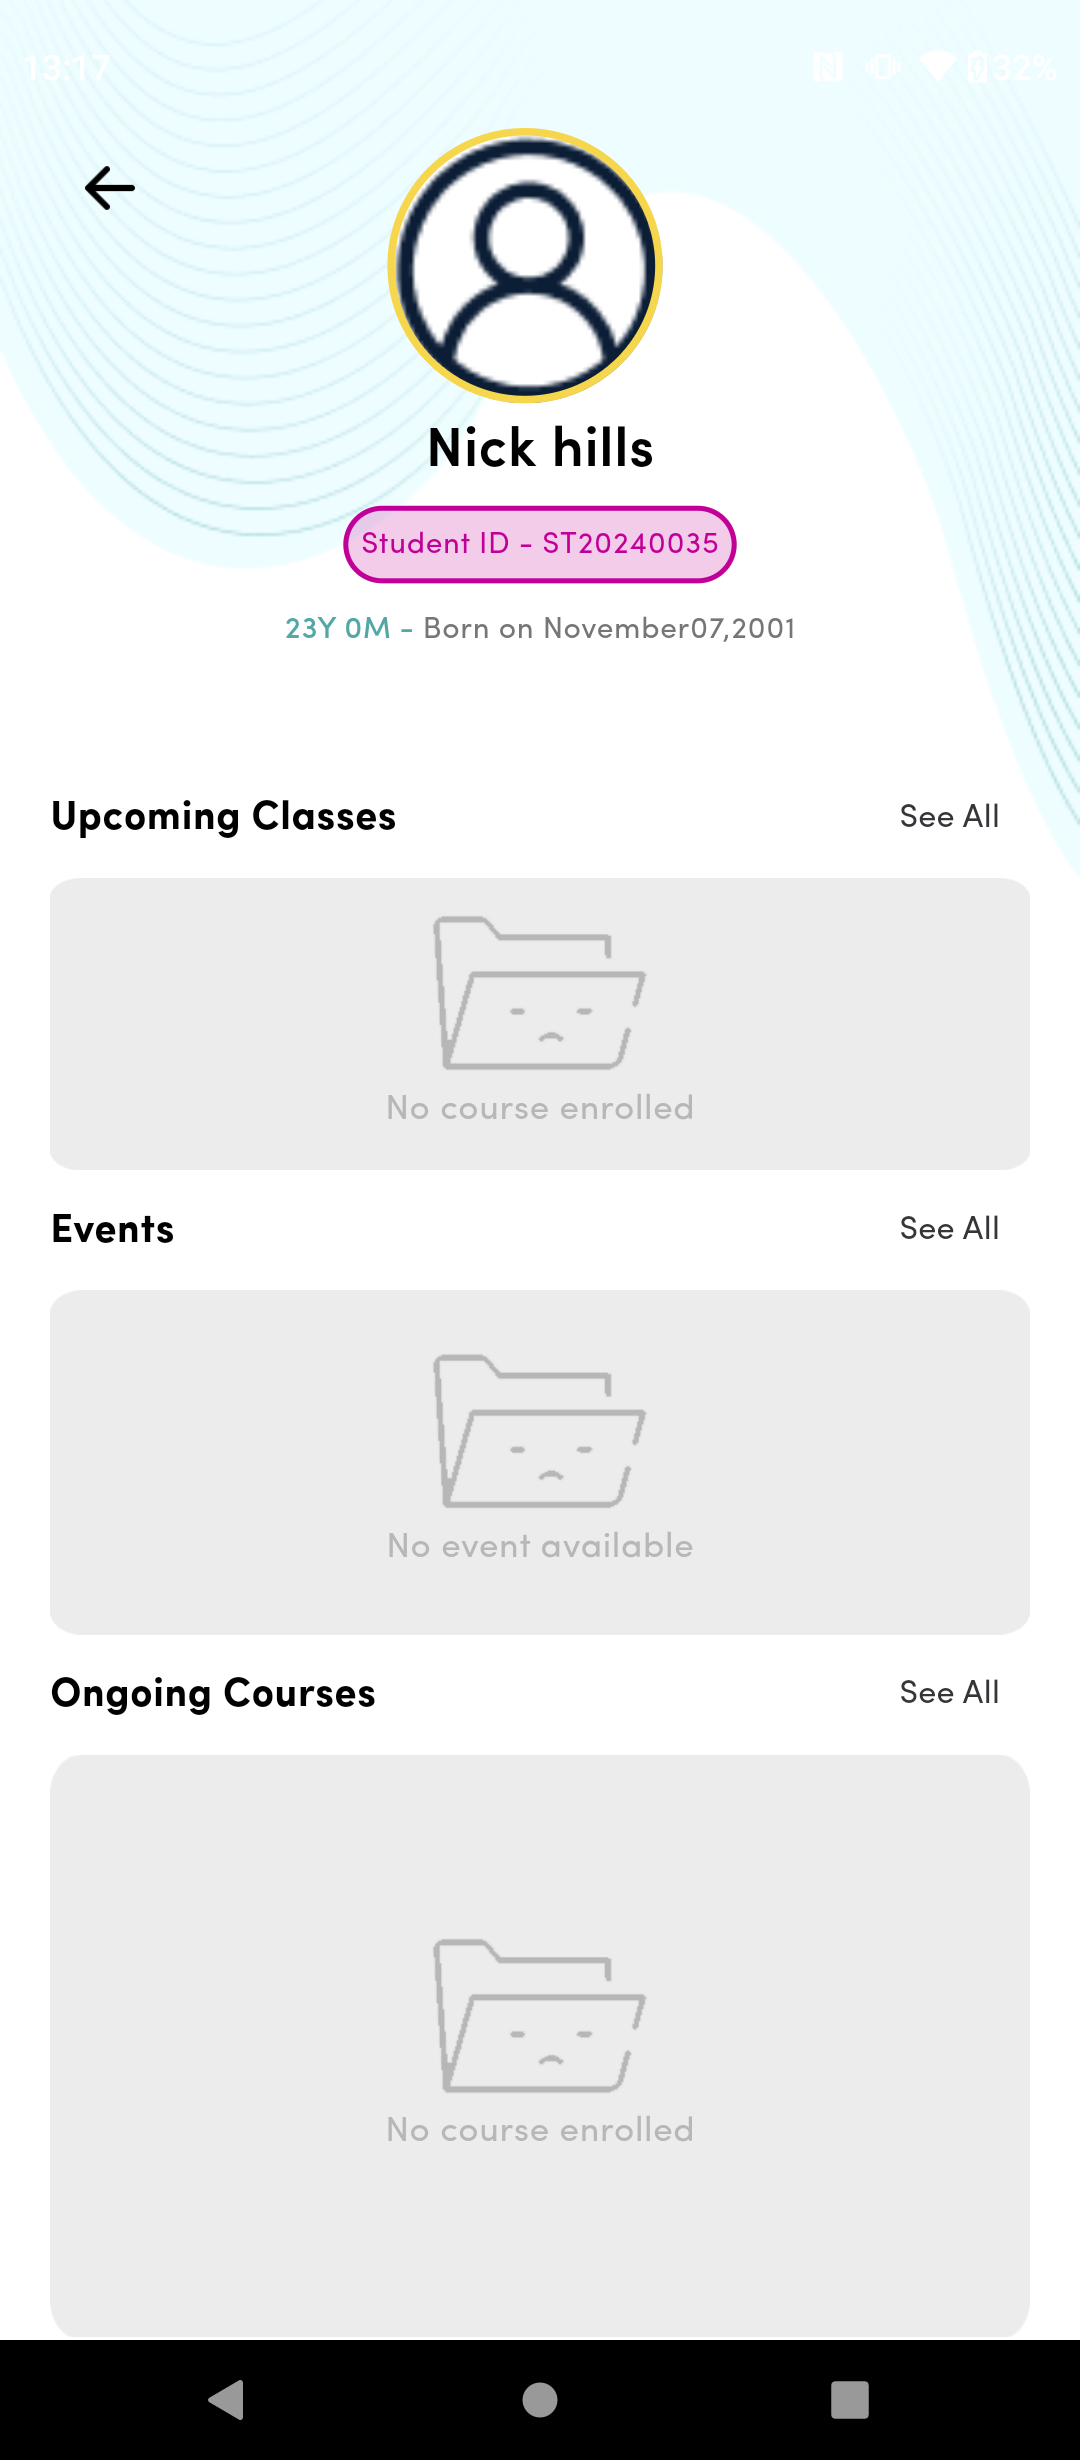 13:17
32%
Nick hills
Student ID - ST20240035
23Y 0M - Born on November07,2001
Upcoming Classes
See All
No course enrolled
Events
See All
No event available
Ongoing Courses
See All
No course enrolled